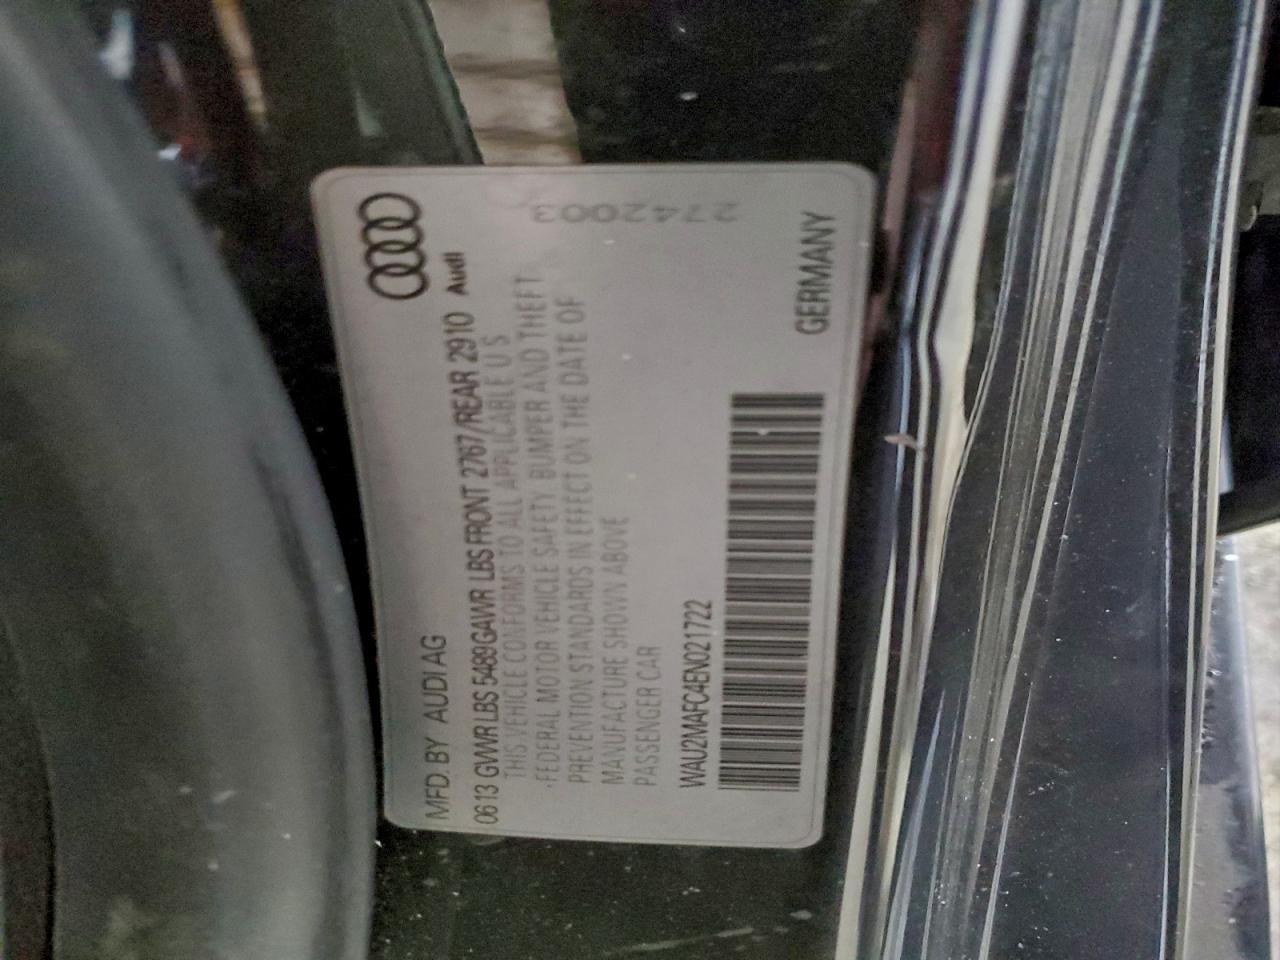 MFD. BY AUDI AG
0613 GVWR LBS 5489 GAWR LBS FRONT 2767/REAR 2910 Audi
THIS VEHICLE CONFORMS TO ALL APPLICABLE U S
FEDERAL MOTOR VEHICLE SAFETY BUMPER AND THEFT
PREVENTION STANDARDS IN EFFECT ON THE DATE OF
MANUFACTURE SHOWN ABOVE
PASSENGER CAR
WAU2MAFC4EN021722
GERMANY
2742003